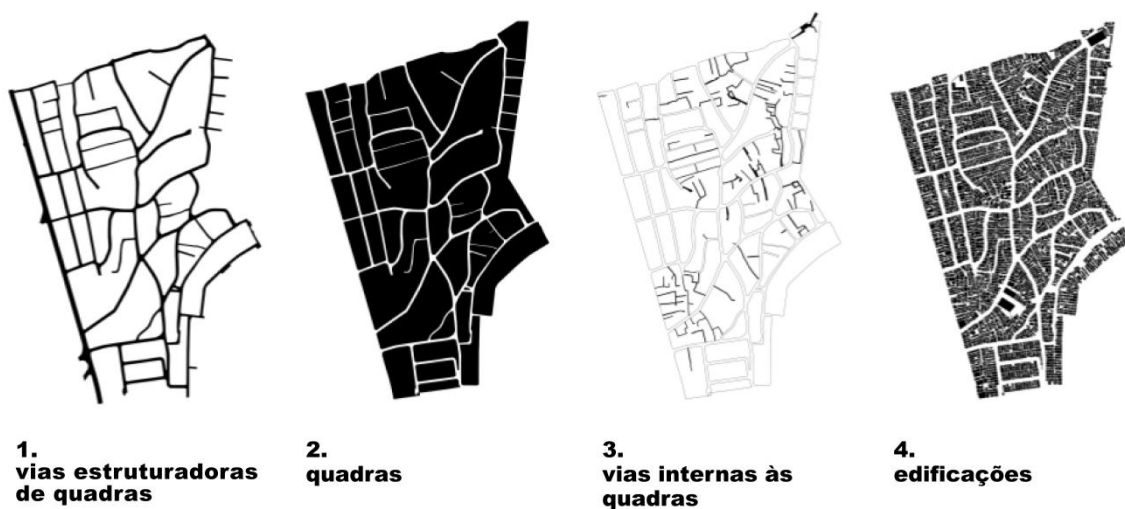 1.
vias estruturadoras
de quadras
2.
quadras
3.
vias internas às
quadras
4.
edificações